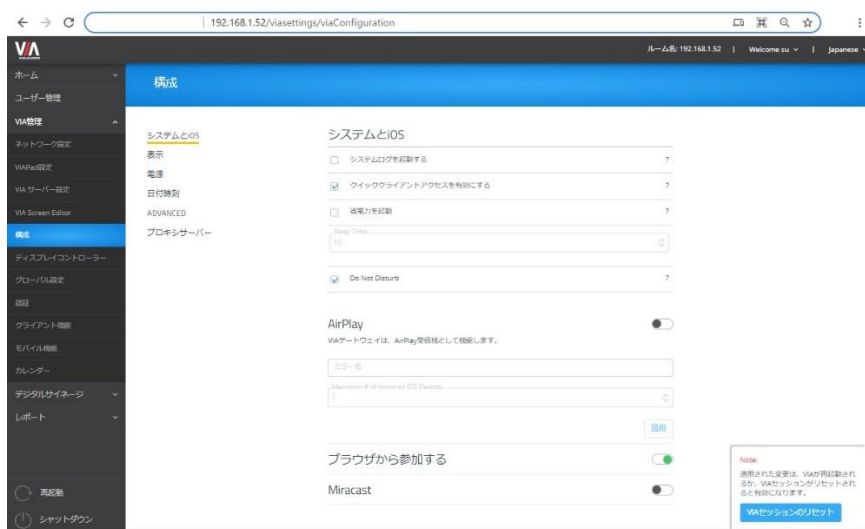 192.168.1.52/viasettings/viaConfiguration
VIA
ルーム名: 192.168.1.52 | Welcome su | Japanese
ホーム
ユーザー管理
VIA管理
ネットワーク設定
VIAPad設定
VIA サーバー設定
VIA Screen Editor
構成
ディスプレイコントローラー
グローバル設定
認証
クライアント機能
モバイル機能
カレンダー
デジタルサイネージ
レポート
再起動
シャットダウン
構成
システムとiOS
表示
電源
日付時刻
ADVANCED
プロキシサーバー
システムとiOS
システムログを起動する ?
クイッククライアントアクセスを有効にする ?
省電力を起動 ?
Sleep Time
10
Do Not Disturb ?
AirPlay
VIAゲートウェイは、AirPlay受信機として機能します。
ミラー名
Maximum # of mirrored iOS Devices
適用
ブラウザから参加する
Miracast
Note:
適用された変更は、VIAが再起動され
るか、VIAセッションがリセットされ
ると有効になります。
VIAセッションのリセット